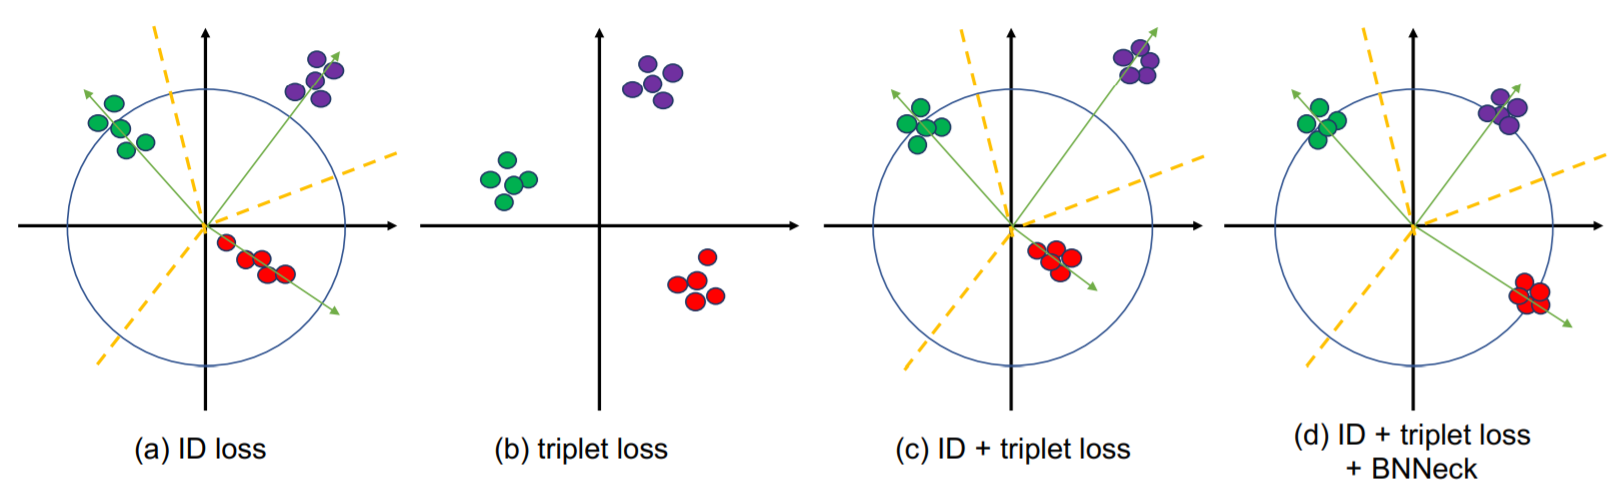 (a) ID loss
(b) triplet loss
(c) ID + triplet loss
(d) ID + triplet loss
+ BNNeck